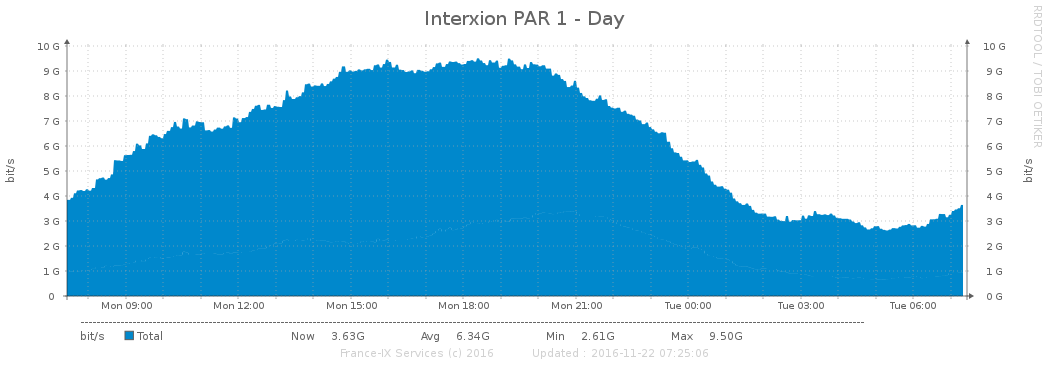 Interxion PAR 1 - Day
RRDTOOL / TOBI OETIKER
bit/s
10 G
9 G
8 G
7 G
6 G
5 G
4 G
3 G
2 G
1 G
0
10 G
9 G
8 G
7 G
6 G
5 G
4 G
3 G
2 G
1 G
0 G
bit/s
Mon 09:00 Mon 12:00 Mon 15:00 Mon 18:00 Mon 21:00 Tue 00:00 Tue 03:00 Tue 06:00
bit/s Total Now 3.63G Avg 6.34G Min 2.61G Max 9.50G
France-IX Services (c) 2016 Updated : 2016-11-22 07:25:06